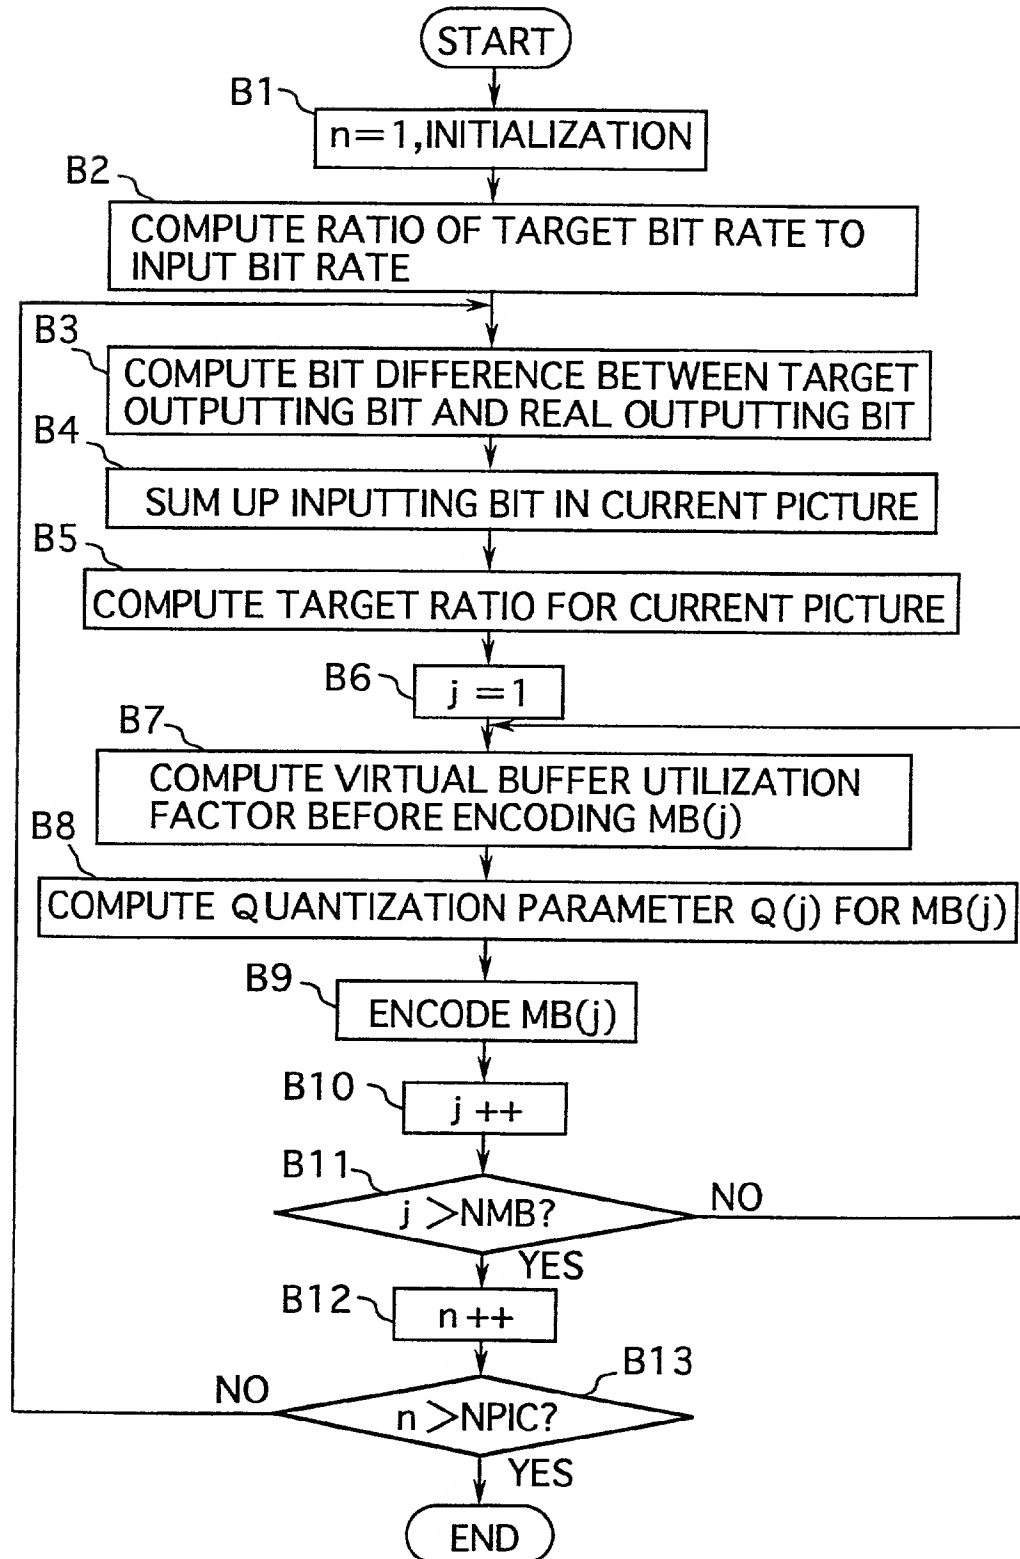 START
B1
n=1,INITIALIZATION
B2
COMPUTE RATIO OF TARGET BIT RATE TO
INPUT BIT RATE
B3
COMPUTE BIT DIFFERENCE BETWEEN TARGET
OUTPUTTING BIT AND REAL OUTPUTTING BIT
B4
SUM UP INPUTTING BIT IN CURRENT PICTURE
B5
COMPUTE TARGET RATIO FOR CURRENT PICTURE
B6
j=1
B7
COMPUTE VIRTUAL BUFFER UTILIZATION
FACTOR BEFORE ENCODING MB(j)
B8
COMPUTE QUANTIZATION PARAMETER Q(j) FOR MB(j)
B9
ENCODE MB(j)
B10
j++
B11
j>NMB?
NO
YES
B12
n++
B13
NO
n>NPIC?
YES
END